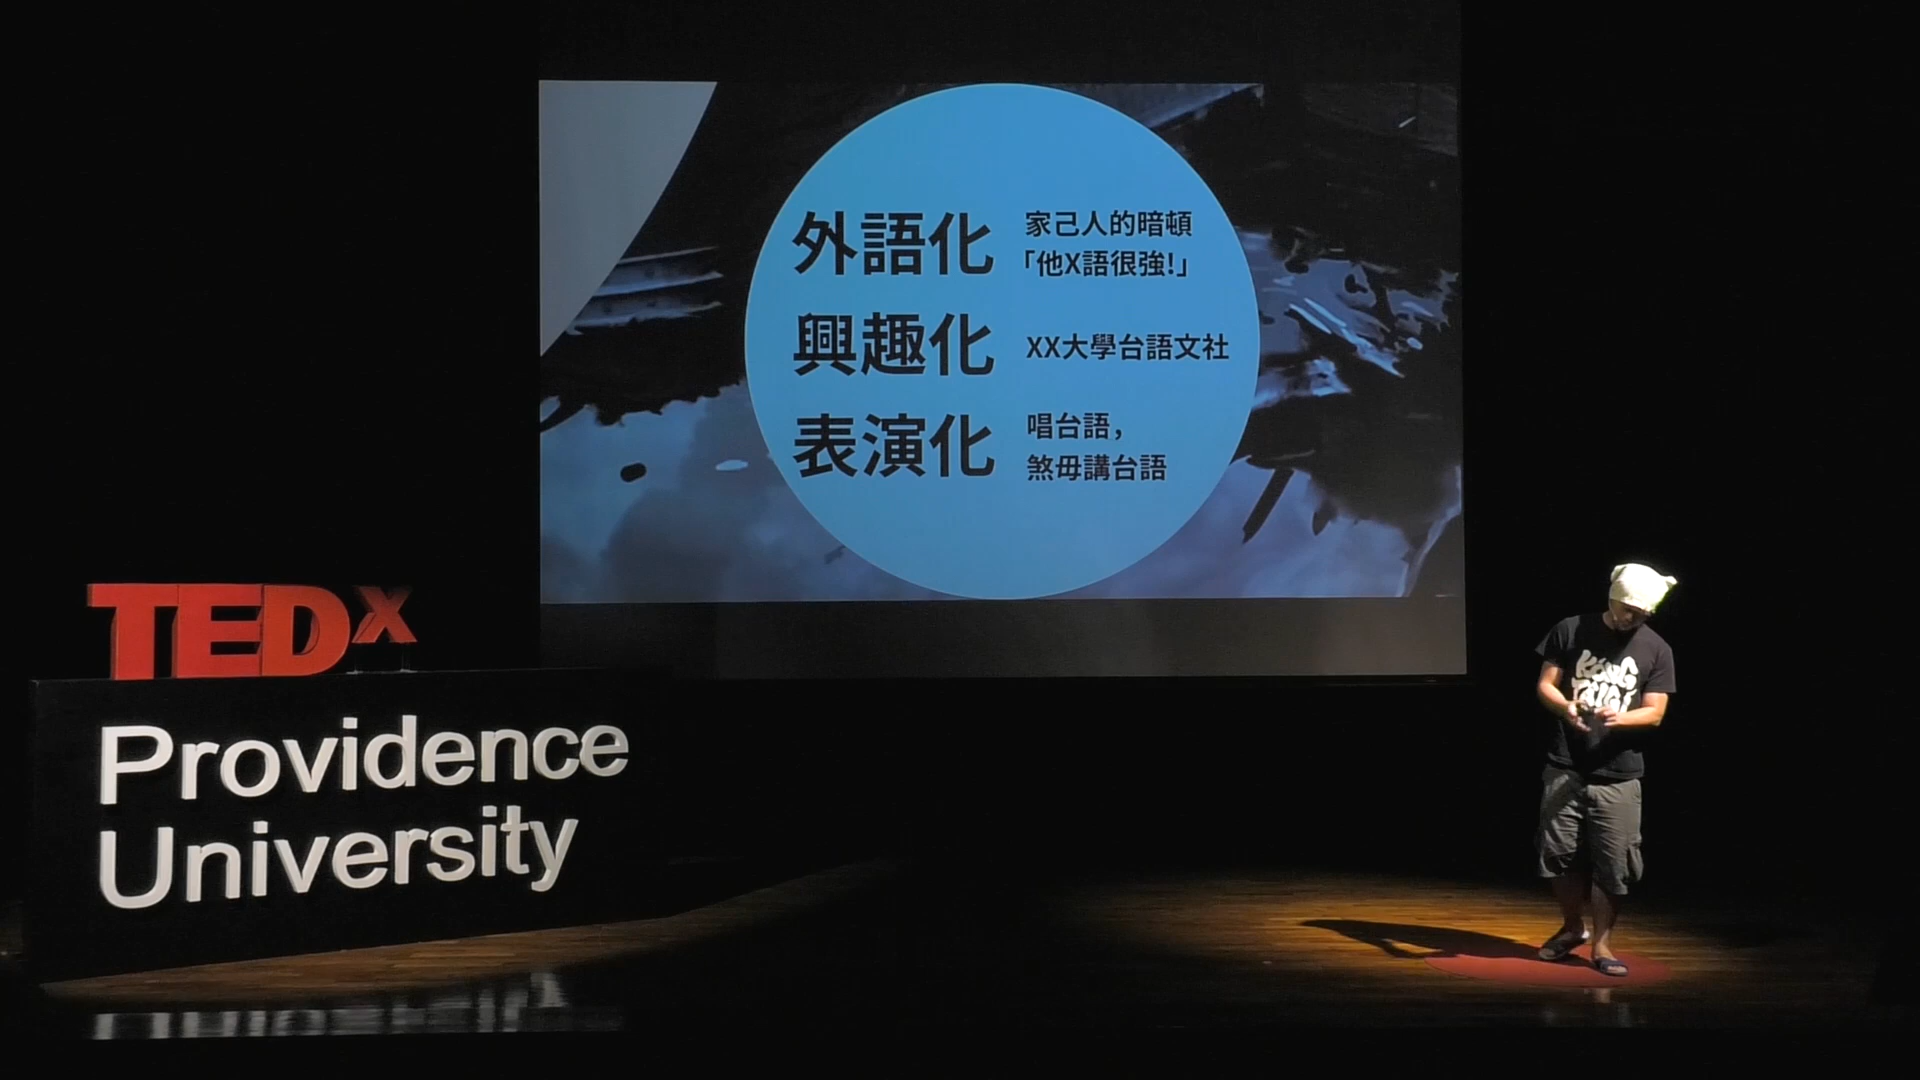 外語化
家己人的暗頓
「他X語很強!」
興趣化
XX大學台語文社
表演化
唱台語，
煞毋講台語
TEDx
Providence
University